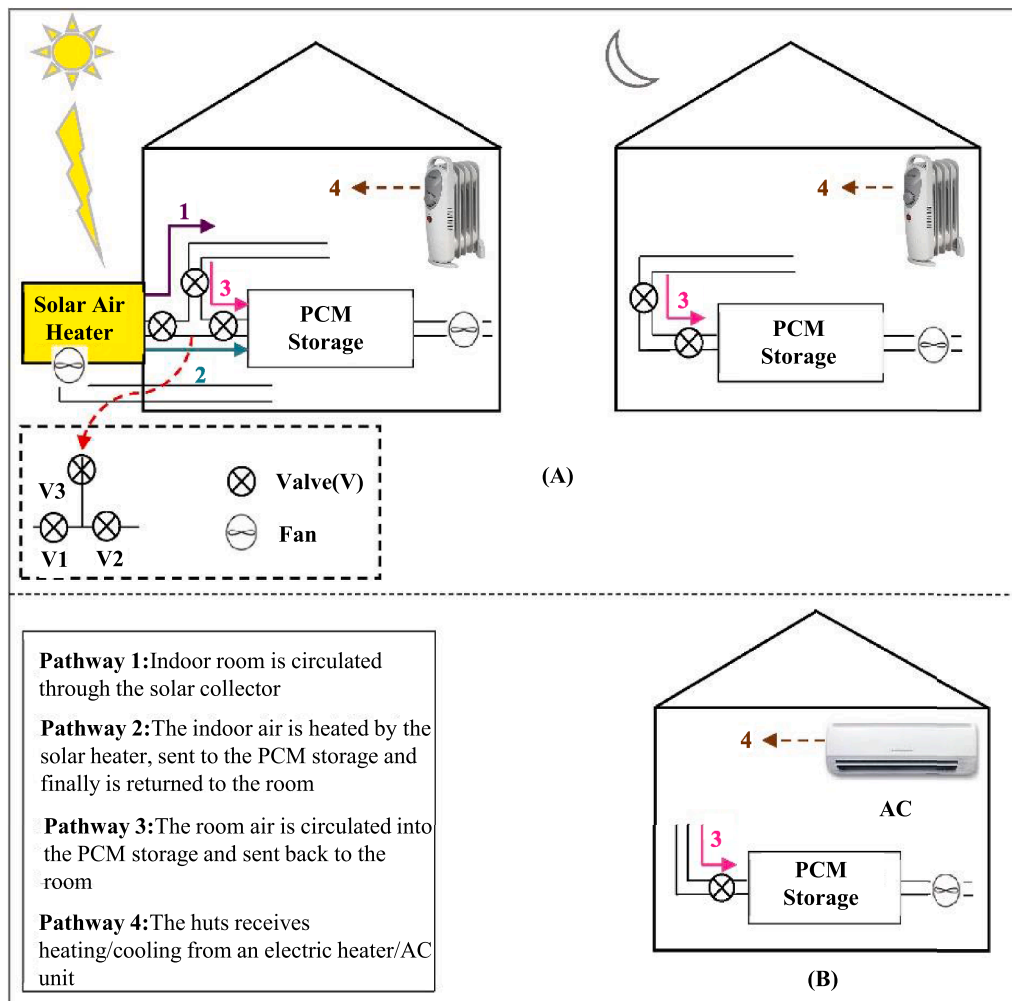 1
4
4
3
Solar Air
Heater
PCM
Storage
2
3
PCM
Storage
V3
V1
V2
Valve(V)
Fan
(A)
Pathway 1:Indoor room is circulated
through the solar collector
Pathway 2:The indoor air is heated by the
solar heater, sent to the PCM storage and
finally is returned to the room
Pathway 3:The room air is circulated into
the PCM storage and sent back to the
room
Pathway 4:The huts receives
heating/cooling from an electric heater/AC
unit
4
AC
3
PCM
Storage
(B)